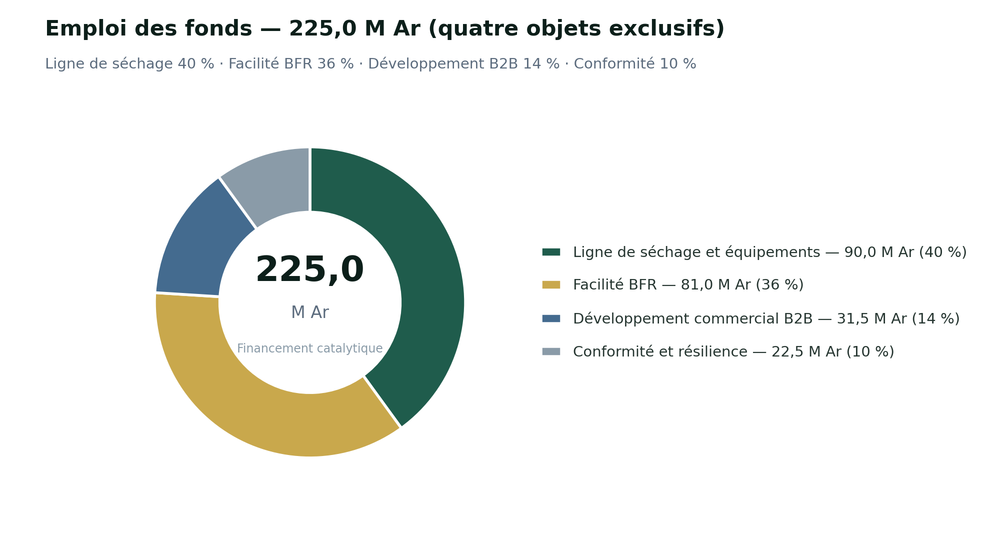 Emploi des fonds — 225,0 M Ar (quatre objets exclusifs)
Ligne de séchage 40 % · Facilité BFR 36 % · Développement B2B 14 % · Conformité 10 %
225,0
M Ar
Financement catalytique
Ligne de séchage et équipements — 90,0 M Ar (40 %)
Facilité BFR — 81,0 M Ar (36 %)
Développement commercial B2B — 31,5 M Ar (14 %)
Conformité et résilience — 22,5 M Ar (10 %)